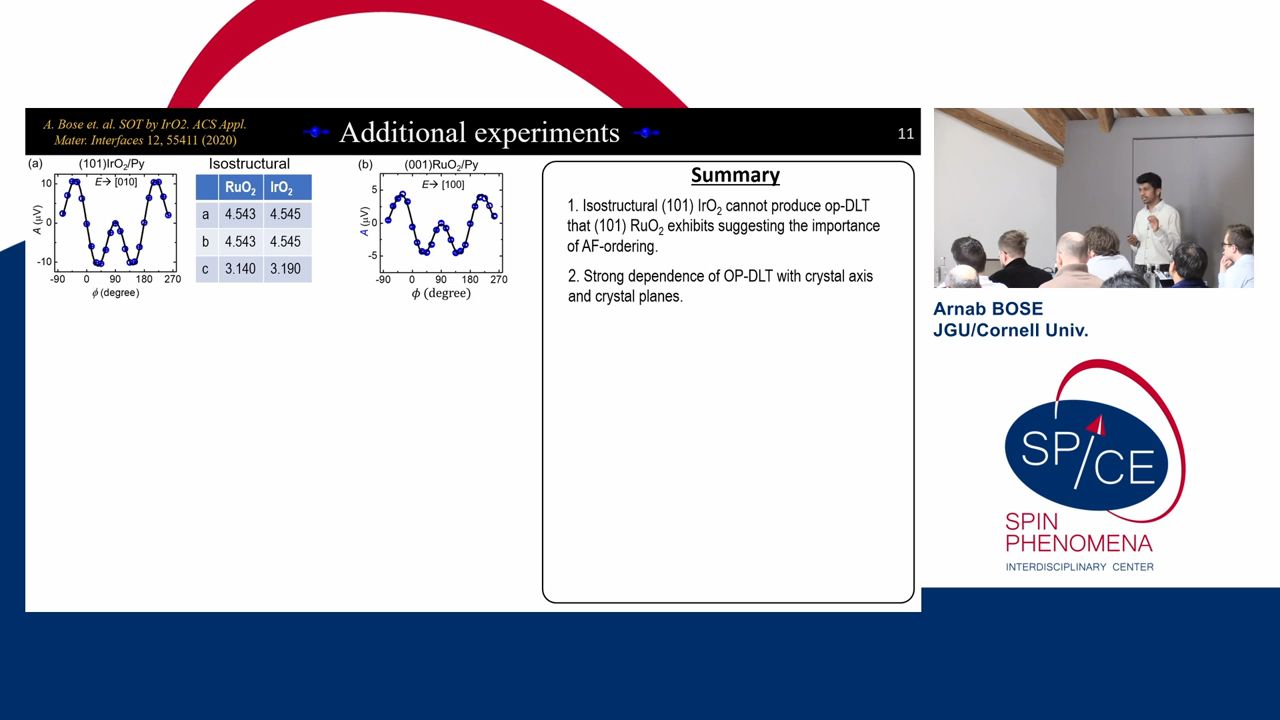 A. Bose et. al. SOT by IrO2. ACS Appl.
Mater. Interfaces 12, 55411 (2020)
Additional experiments
11
(a)
(101)IrO₂/Py
E→ [010]
10
0
-10
A (μV)
-90 0 90 180 270
ϕ (degree)
Isostructural
RuO₂ IrO₂
a 4.543 4.545
b 4.543 4.545
c 3.140 3.190
(b)
(001)RuO₂/Py
E→ [100]
5
0
-5
A (μV)
-90 0 90 180 270
ϕ (degree)
Summary
1. Isostructural (101) IrO₂ cannot produce op-DLT
that (101) RuO₂ exhibits suggesting the importance
of AF-ordering.
2. Strong dependence of OP-DLT with crystal axis
and crystal planes.
Arnab BOSE
JGU/Cornell Univ.
SP/CE
SPIN
PHENOMENA
INTERDISCIPLINARY CENTER